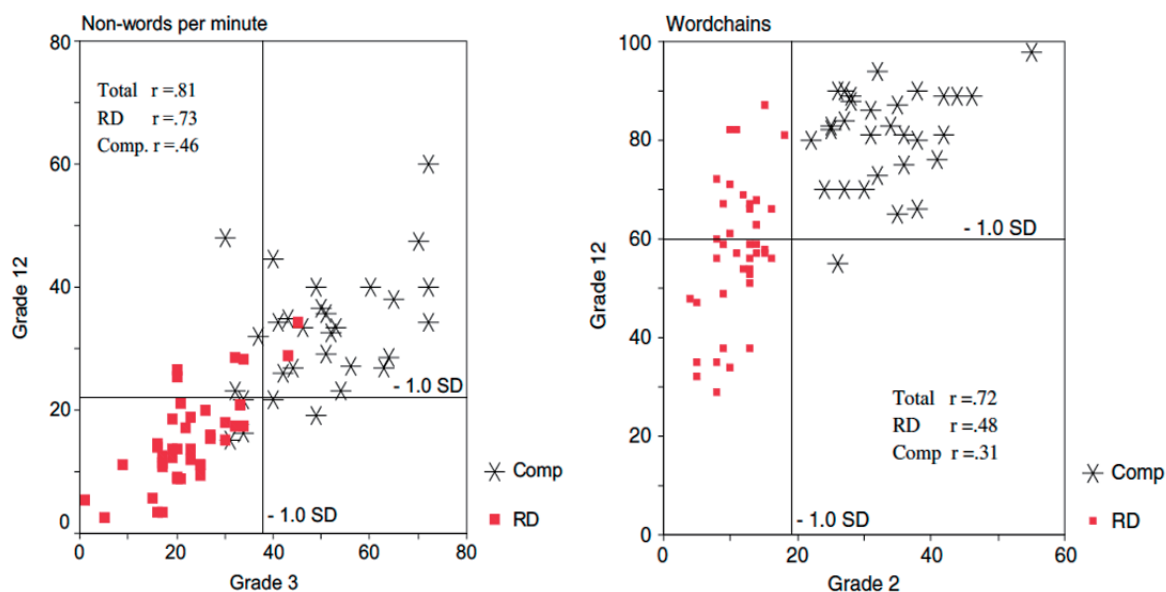 Non-words per minute
80
60
40
20
0
Grade 12
Total r =.81
RD r =.73
Comp. r =.46
- 1.0 SD
- 1.0 SD
Comp
RD
0 20 40 60 80
Grade 3
Wordchains
100
80
60
40
20
0
Grade 12
- 1.0 SD
Total r =.72
RD r =.48
Comp r =.31
- 1.0 SD
Comp
RD
0 20 40 60
Grade 2